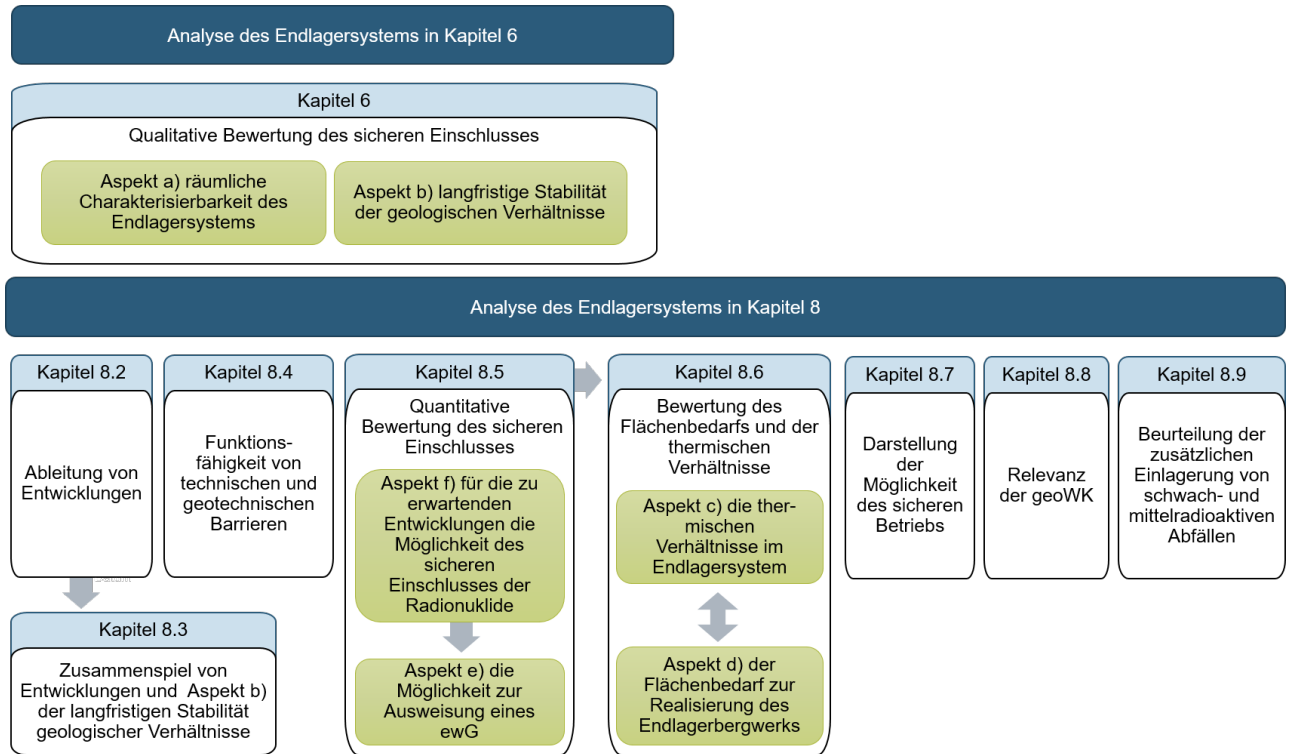 Analyse des Endlagersystems in Kapitel 6
Kapitel 6
Qualitative Bewertung des sicheren Einschlusses
Aspekt a) räumliche
Charakterisierbarkeit des
Endlagersystems
Aspekt b) langfristige Stabilität
der geologischen Verhältnisse
Analyse des Endlagersystems in Kapitel 8
Kapitel 8.2
Ableitung von
Entwicklungen
Kapitel 8.3
Zusammenspiel von
Entwicklungen und Aspekt b)
der langfristigen Stabilität
geologischer Verhältnisse
Kapitel 8.4
Funktions-
fähigkeit von
technischen und
geotechnischen
Barrieren
Kapitel 8.5
Quantitative
Bewertung des sicheren
Einschlusses
Aspekt f) für die zu
erwartenden
Entwicklungen die
Möglichkeit des
sicheren
Einschlusses der
Radionuklide
Aspekt e) die
Möglichkeit zur
Ausweisung eines
ewG
Kapitel 8.6
Bewertung des
Flächenbedarfs und der
thermischen
Verhältnisse
Aspekt c) die ther-
mischen
Verhältnisse im
Endlagersystem
Aspekt d) der
Flächenbedarf zur
Realisierung des
Endlagerbergwerks
Kapitel 8.7
Darstellung
der
Möglichkeit
des sicheren
Betriebs
Kapitel 8.8
Relevanz
der geoWK
Kapitel 8.9
Beurteilung der
zusätzlichen
Einlagerung von
schwach- und
mittelradioaktiven
Abfällen